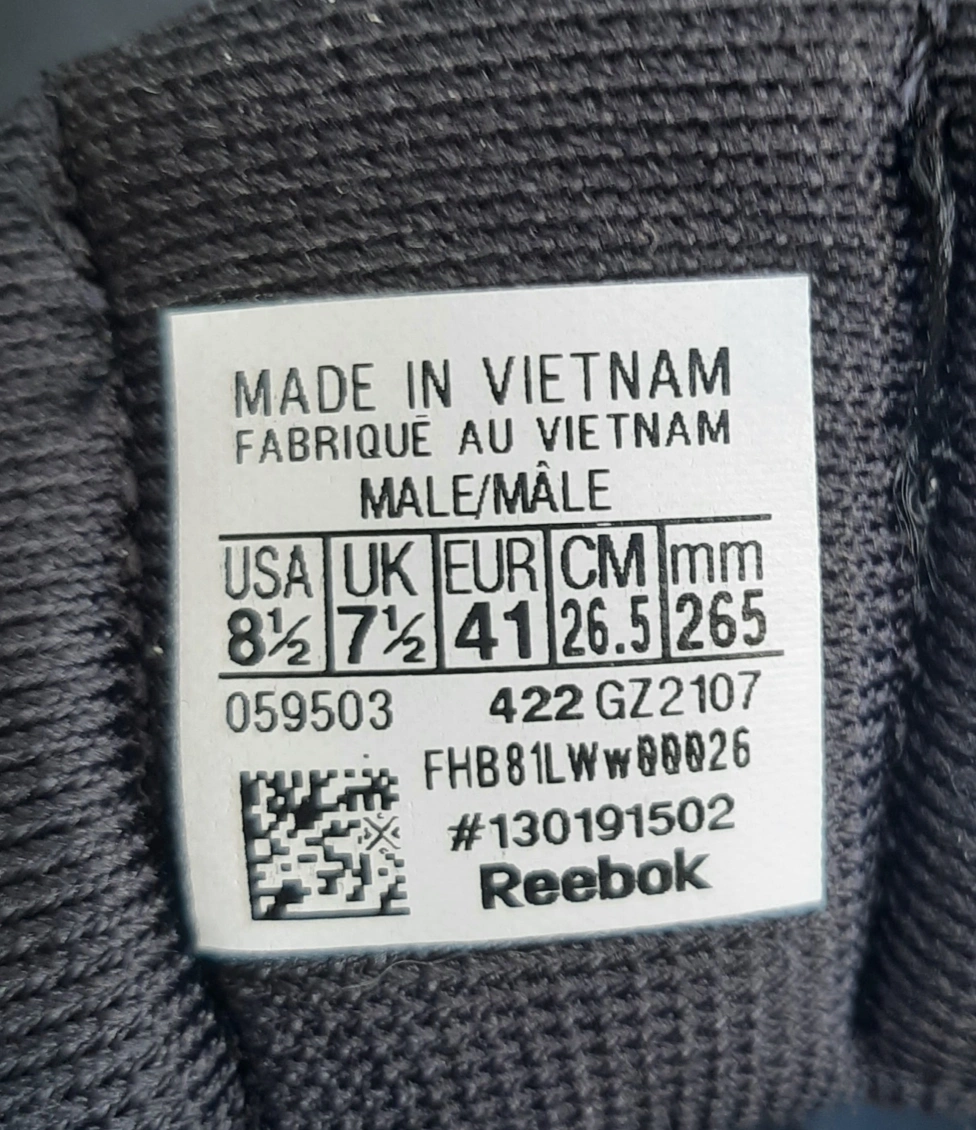 MADE IN VIETNAM
FABRIQUĒ AU VIETNAM
MALE/MÂLE
USA UK EUR CM mm
8½ 7½ 41 26.5 265
059503 422 GZ2107
FHB81LWw00026
#130191502
Reebok